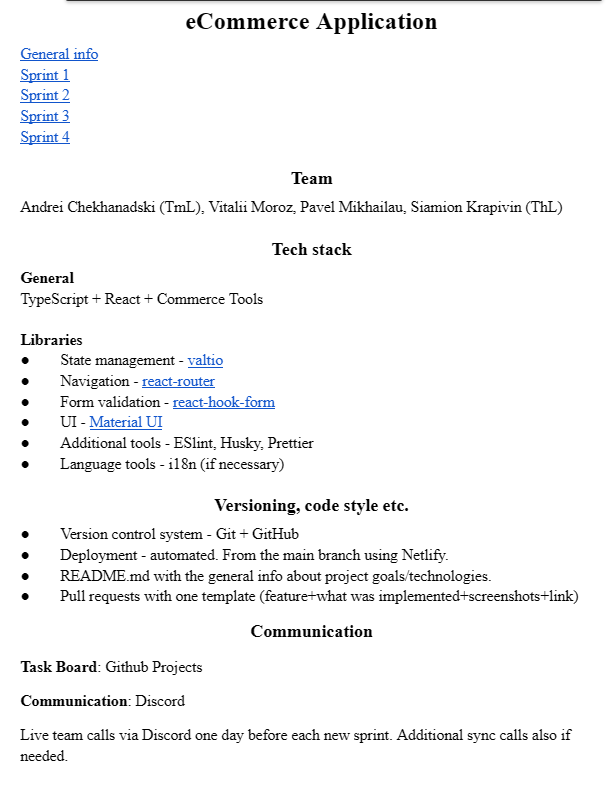 eCommerce Application
General info
Sprint 1
Sprint 2
Sprint 3
Sprint 4
Team
Andrei Chekhanadski (TmL), Vitalii Moroz, Pavel Mikhailau, Siamion Krapivin (ThL)
Tech stack
General
TypeScript + React + Commerce Tools
Libraries
● State management - valtio
● Navigation - react-router
● Form validation - react-hook-form
● UI - Material UI
● Additional tools - ESlint, Husky, Prettier
● Language tools - i18n (if necessary)
Versioning, code style etc.
● Version control system - Git + GitHub
● Deployment - automated. From the main branch using Netlify.
● README.md with the general info about project goals/technologies.
● Pull requests with one template (feature+what was implemented+screenshots+link)
Communication
Task Board: Github Projects
Communication: Discord
Live team calls via Discord one day before each new sprint. Additional sync calls also if
needed.